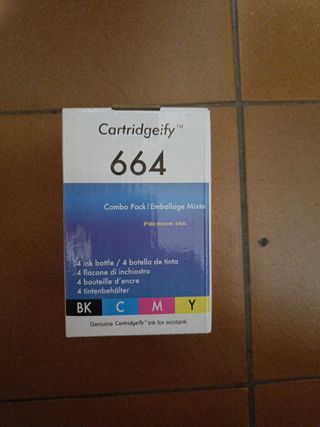 Cartridgeify™
664
Combo Pack|Emballage Mixte
PREMIUM INK
4 ink bottle / 4 botella de tinta
4 flacone di inchiostro
4 bouteille d'encre
4 tintenbehälter
BK C M Y
Genuine Cartridgeify™ ink for ecotank